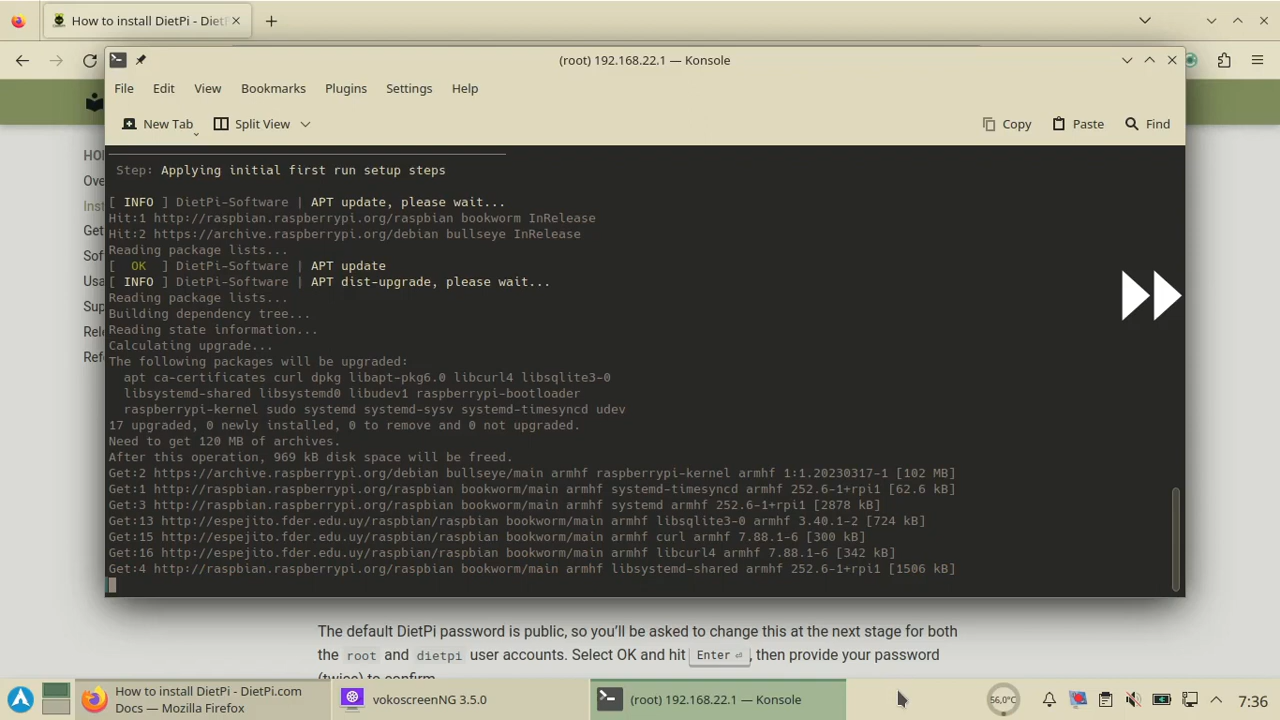 How to install DietPi - DietPi
(root) 192.168.22.1 — Konsole
File Edit View Bookmarks Plugins Settings Help
New Tab Split View Copy Paste Find
Step: Applying initial first run setup steps
[ INFO ] DietPi-Software | APT update, please wait...
Hit:1 http://raspbian.raspberrypi.org/raspbian bookworm InRelease
Hit:2 https://archive.raspberrypi.org/debian bullseye InRelease
Reading package lists...
[ OK ] DietPi-Software | APT update
[ INFO ] DietPi-Software | APT dist-upgrade, please wait...
Reading package lists...
Building dependency tree...
Reading state information...
Calculating upgrade...
The following packages will be upgraded:
apt ca-certificates curl dpkg libapt-pkg6.0 libcurl4 libsqlite3-0
libsystemd-shared libsystemd0 libudev1 raspberrypi-bootloader
raspberrypi-kernel sudo systemd systemd-sysv systemd-timesyncd udev
17 upgraded, 0 newly installed, 0 to remove and 0 not upgraded.
Need to get 120 MB of archives.
After this operation, 969 kB disk space will be freed.
Get:2 https://archive.raspberrypi.org/debian bullseye/main armhf raspberrypi-kernel armhf 1:1.20230317-1 [102 MB]
Get:1 http://raspbian.raspberrypi.org/raspbian bookworm/main armhf systemd-timesyncd armhf 252.6-1+rpi1 [62.6 kB]
Get:3 http://raspbian.raspberrypi.org/raspbian bookworm/main armhf systemd armhf 252.6-1+rpi1 [2878 kB]
Get:13 http://espejito.fder.edu.uy/raspbian/raspbian bookworm/main armhf libsqlite3-0 armhf 3.40.1-2 [724 kB]
Get:15 http://espejito.fder.edu.uy/raspbian/raspbian bookworm/main armhf curl armhf 7.88.1-6 [300 kB]
Get:16 http://espejito.fder.edu.uy/raspbian/raspbian bookworm/main armhf libcurl4 armhf 7.88.1-6 [342 kB]
Get:4 http://raspbian.raspberrypi.org/raspbian bookworm/main armhf libsystemd-shared armhf 252.6-1+rpi1 [1506 kB]
The default DietPi password is public, so you'll be asked to change this at the next stage for both
the root and dietpi user accounts. Select OK and hit Enter ⏎, then provide your password
(twice) to confirm
How to install DietPi - DietPi.com
Docs — Mozilla Firefox
vokoscreenNG 3.5.0
(root) 192.168.22.1 — Konsole
56,0°C
7:36